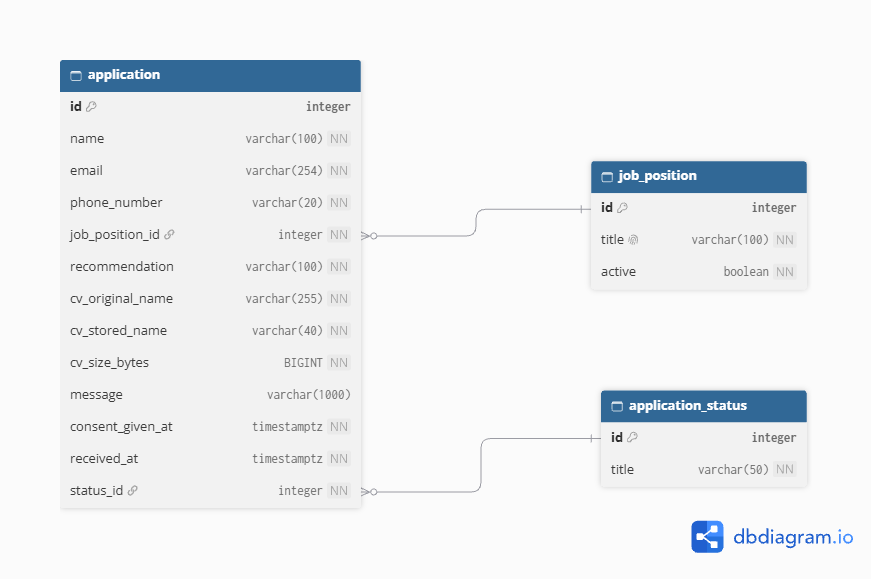 application
id integer
name varchar(100) NN
email varchar(254) NN
phone_number varchar(20) NN
job_position_id integer NN
recommendation varchar(100) NN
cv_original_name varchar(255) NN
cv_stored_name varchar(40) NN
cv_size_bytes BIGINT NN
message varchar(1000)
consent_given_at timestamptz NN
received_at timestamptz NN
status_id integer NN
job_position
id integer
title varchar(100) NN
active boolean NN
application_status
id integer
title varchar(50) NN
dbdiagram.io